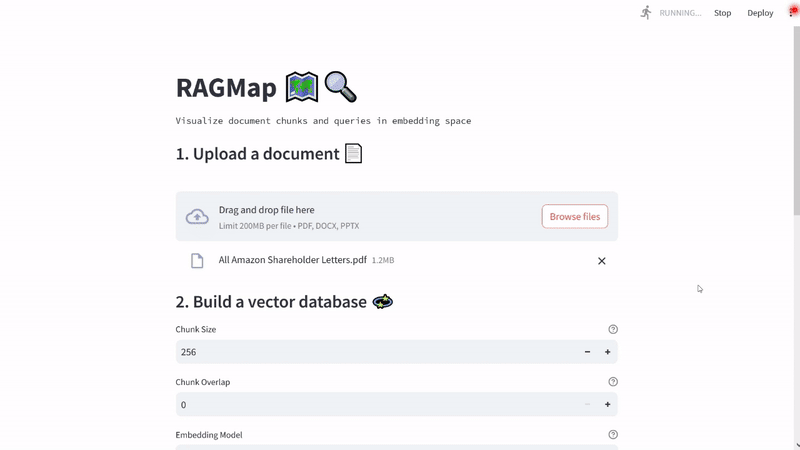 RUNNING...
Stop
Deploy
RAGMap
Visualize document chunks and queries in embedding space
1. Upload a document
Drag and drop file here
Limit 200MB per file • PDF, DOCX, PPTX
Browse files
All Amazon Shareholder Letters.pdf 1.2MB
2. Build a vector database
Chunk Size
256
Chunk Overlap
0
Embedding Model